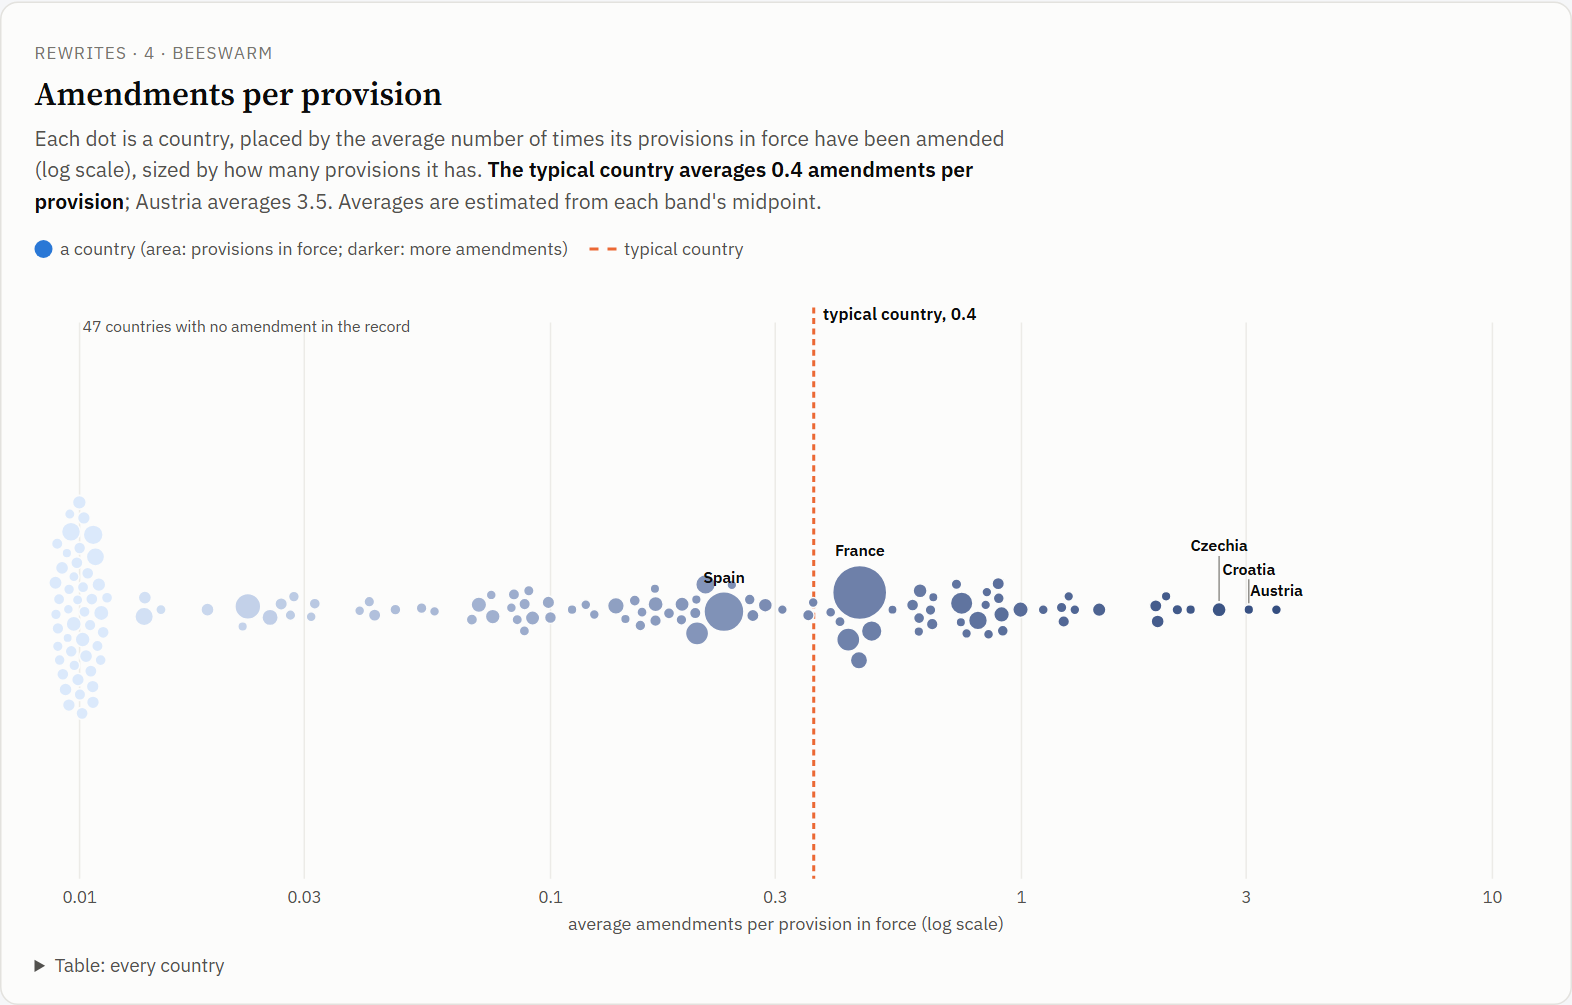 REWRITES · 4 · BEESWARM
Amendments per provision
Each dot is a country, placed by the average number of times its provisions in force have been amended
(log scale), sized by how many provisions it has. The typical country averages 0.4 amendments per
provision; Austria averages 3.5. Averages are estimated from each band's midpoint.
a country (area: provisions in force; darker: more amendments)
typical country
typical country, 0.4
47 countries with no amendment in the record
Czechia
France
Croatia
Spain
Austria
0.01
0.03
0.1
0.3
1
3
10
average amendments per provision in force (log scale)
▶ Table: every country